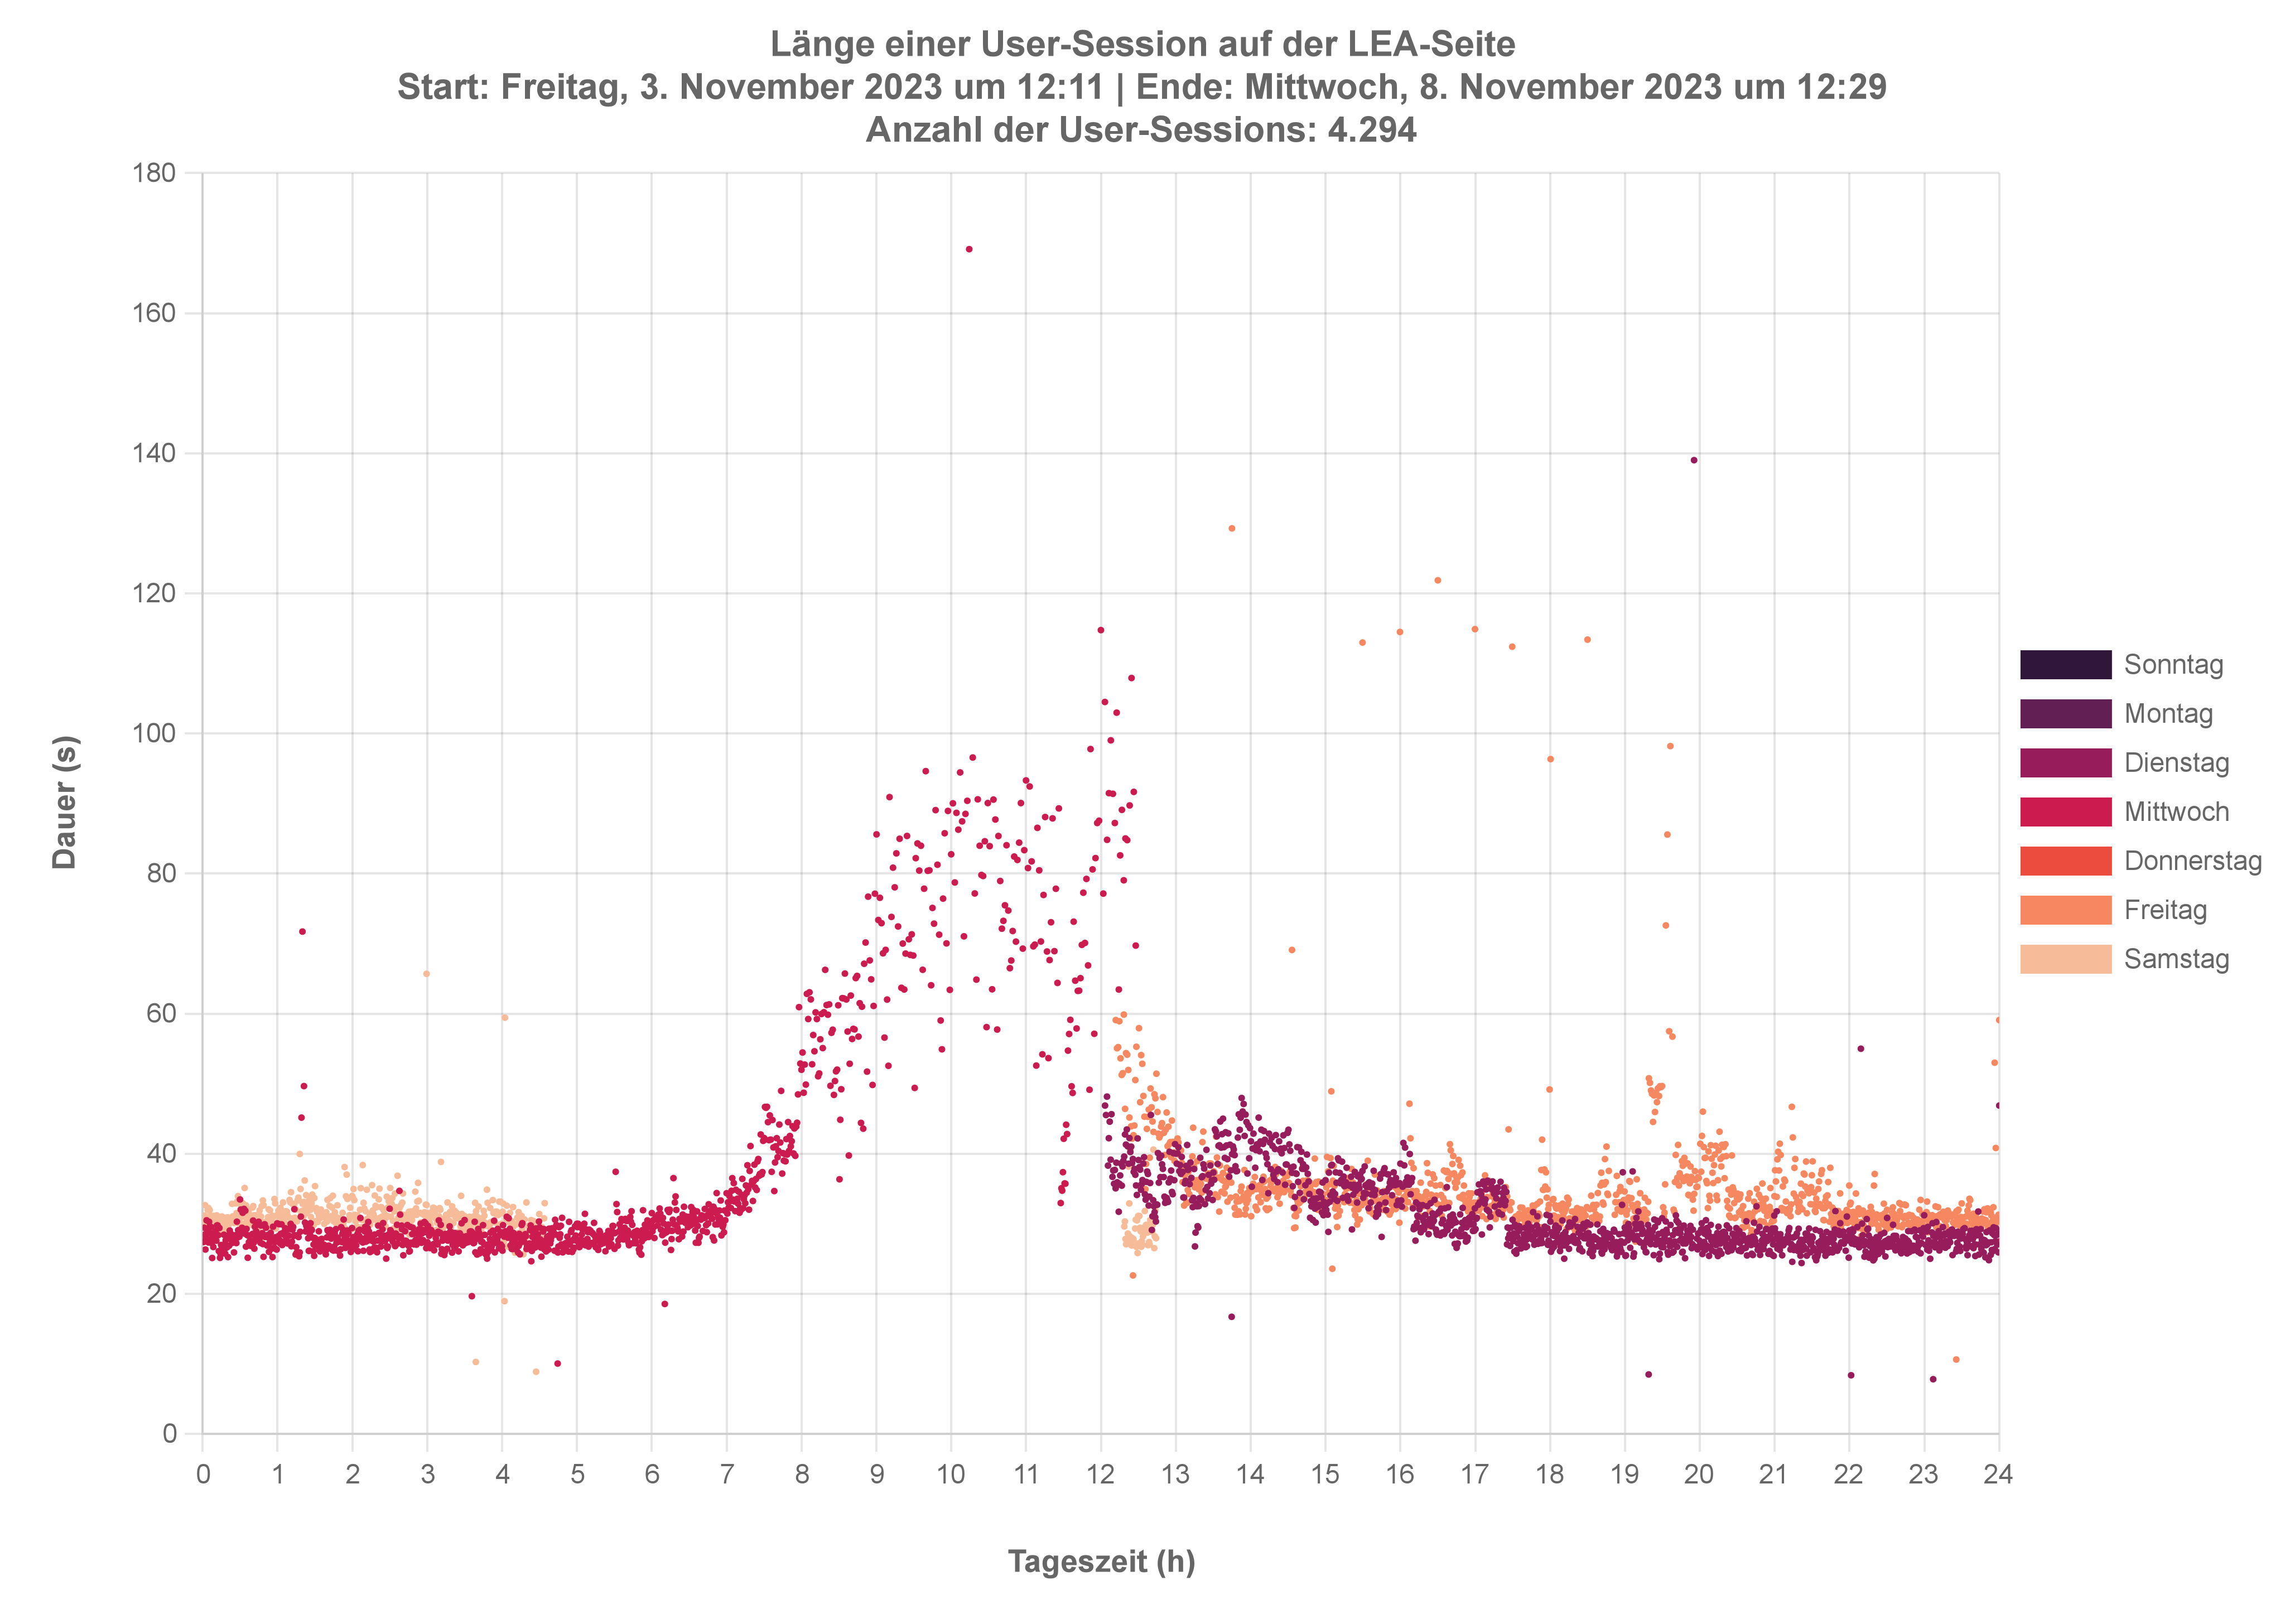 Länge einer User-Session auf der LEA-Seite
Start: Freitag, 3. November 2023 um 12:11 | Ende: Mittwoch, 8. November 2023 um 12:29
Anzahl der User-Sessions: 4.294
180
160
140
120
100
80
60
40
20
0
Dauer (s)
0 1 2 3 4 5 6 7 8 9 10 11 12 13 14 15 16 17 18 19 20 21 22 23 24
Tageszeit (h)
Sonntag
Montag
Dienstag
Mittwoch
Donnerstag
Freitag
Samstag